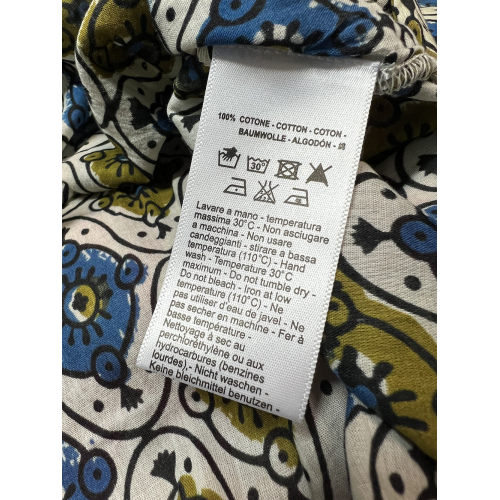 100% COTONE - COTTON - COTON -
BAUMWOLLE - ALGODÓN -
30°
Lavare a mano - temperatura
massima 30°C - Non asciugare
a macchina - Non usare
candeggianti - stirare a bassa
temperatura (110°C) - Hand
wash - Temperature 30°C
maximum - Do not tumble dry -
Do not bleach - Iron at low
temperature (110°C) - Ne
pas utiliser d'eau de javel - Ne
pas secher en machine - Fer à
basse température -
Nettoyage à sec au
perchloréthylène ou aux
hydrocarbures (benzines
lourdes),- Nicht waschen -
Keine bleichmittel benutzen -